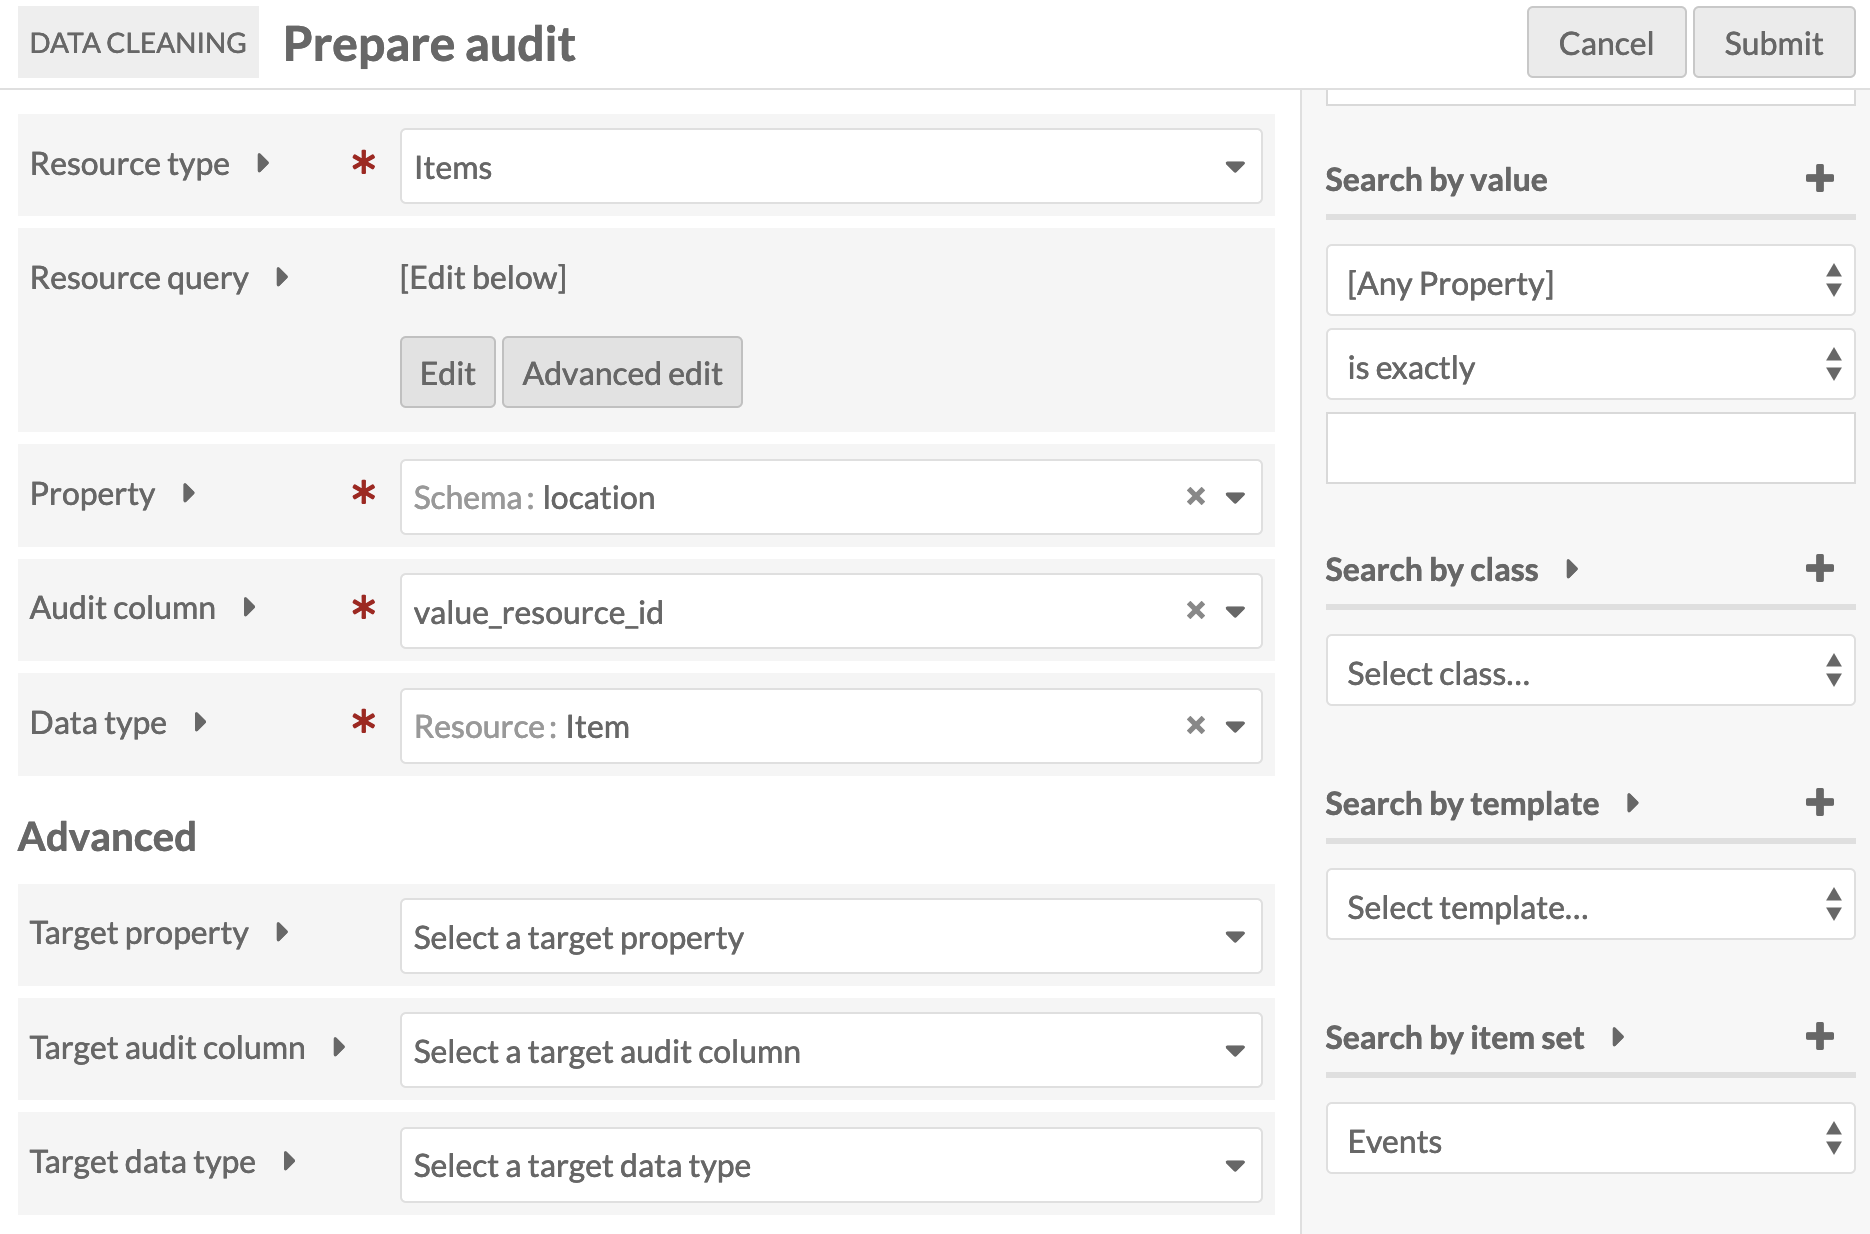 DATA CLEANING Prepare audit
Cancel Submit
Resource type * Items
Resource query [Edit below]
Edit Advanced edit
Property * Schema: location
Audit column * value_resource_id
Data type * Resource: Item
Advanced
Target property Select a target property
Target audit column Select a target audit column
Target data type Select a target data type
Search by value
[Any Property]
is exactly
Search by class
Select class...
Search by template
Select template...
Search by item set
Events